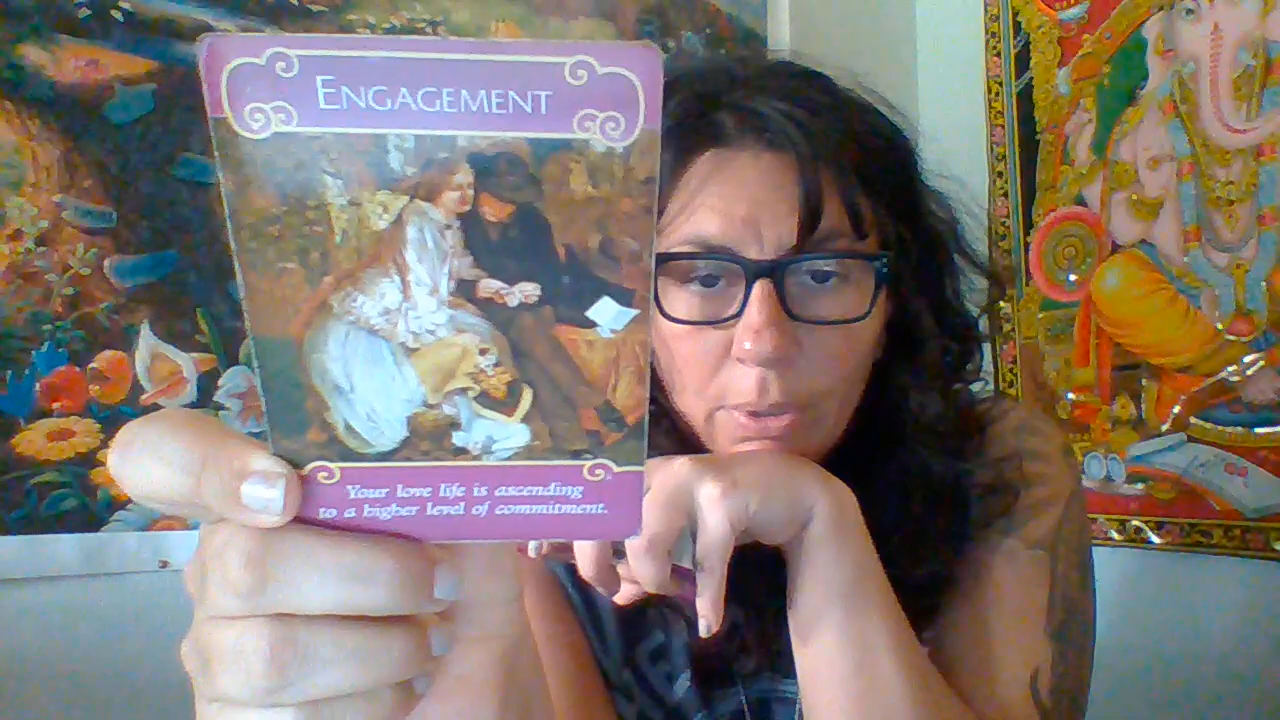 ENGAGEMENT
Your love life is ascending
to a higher level of commitment.